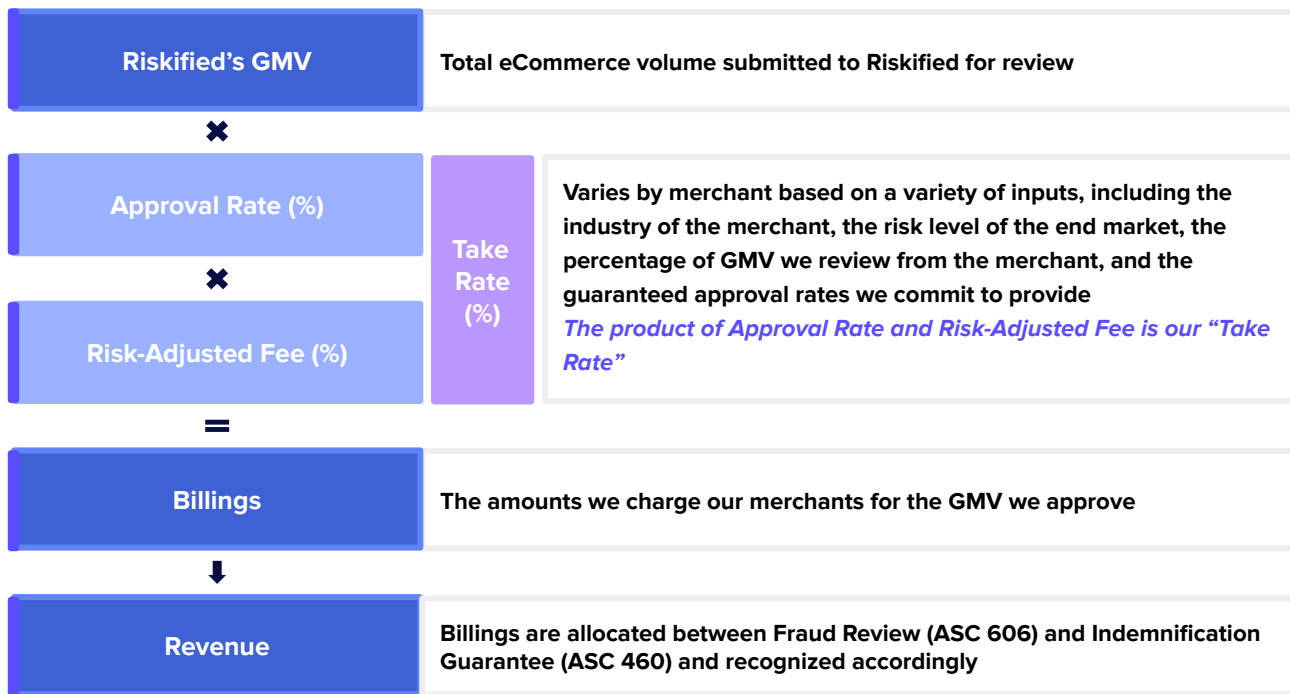 Riskified’s GMV
Total eCommerce volume submitted to Riskified for review
✖
Approval Rate (%)
✖
Risk-Adjusted Fee (%)
Take
Rate
(%)
Varies by merchant based on a variety of inputs, including the
industry of the merchant, the risk level of the end market, the
percentage of GMV we review from the merchant, and the
guaranteed approval rates we commit to provide
The product of Approval Rate and Risk-Adjusted Fee is our “Take
Rate”
=
Billings
The amounts we charge our merchants for the GMV we approve
Revenue
Billings are allocated between Fraud Review (ASC 606) and Indemnification
Guarantee (ASC 460) and recognized accordingly